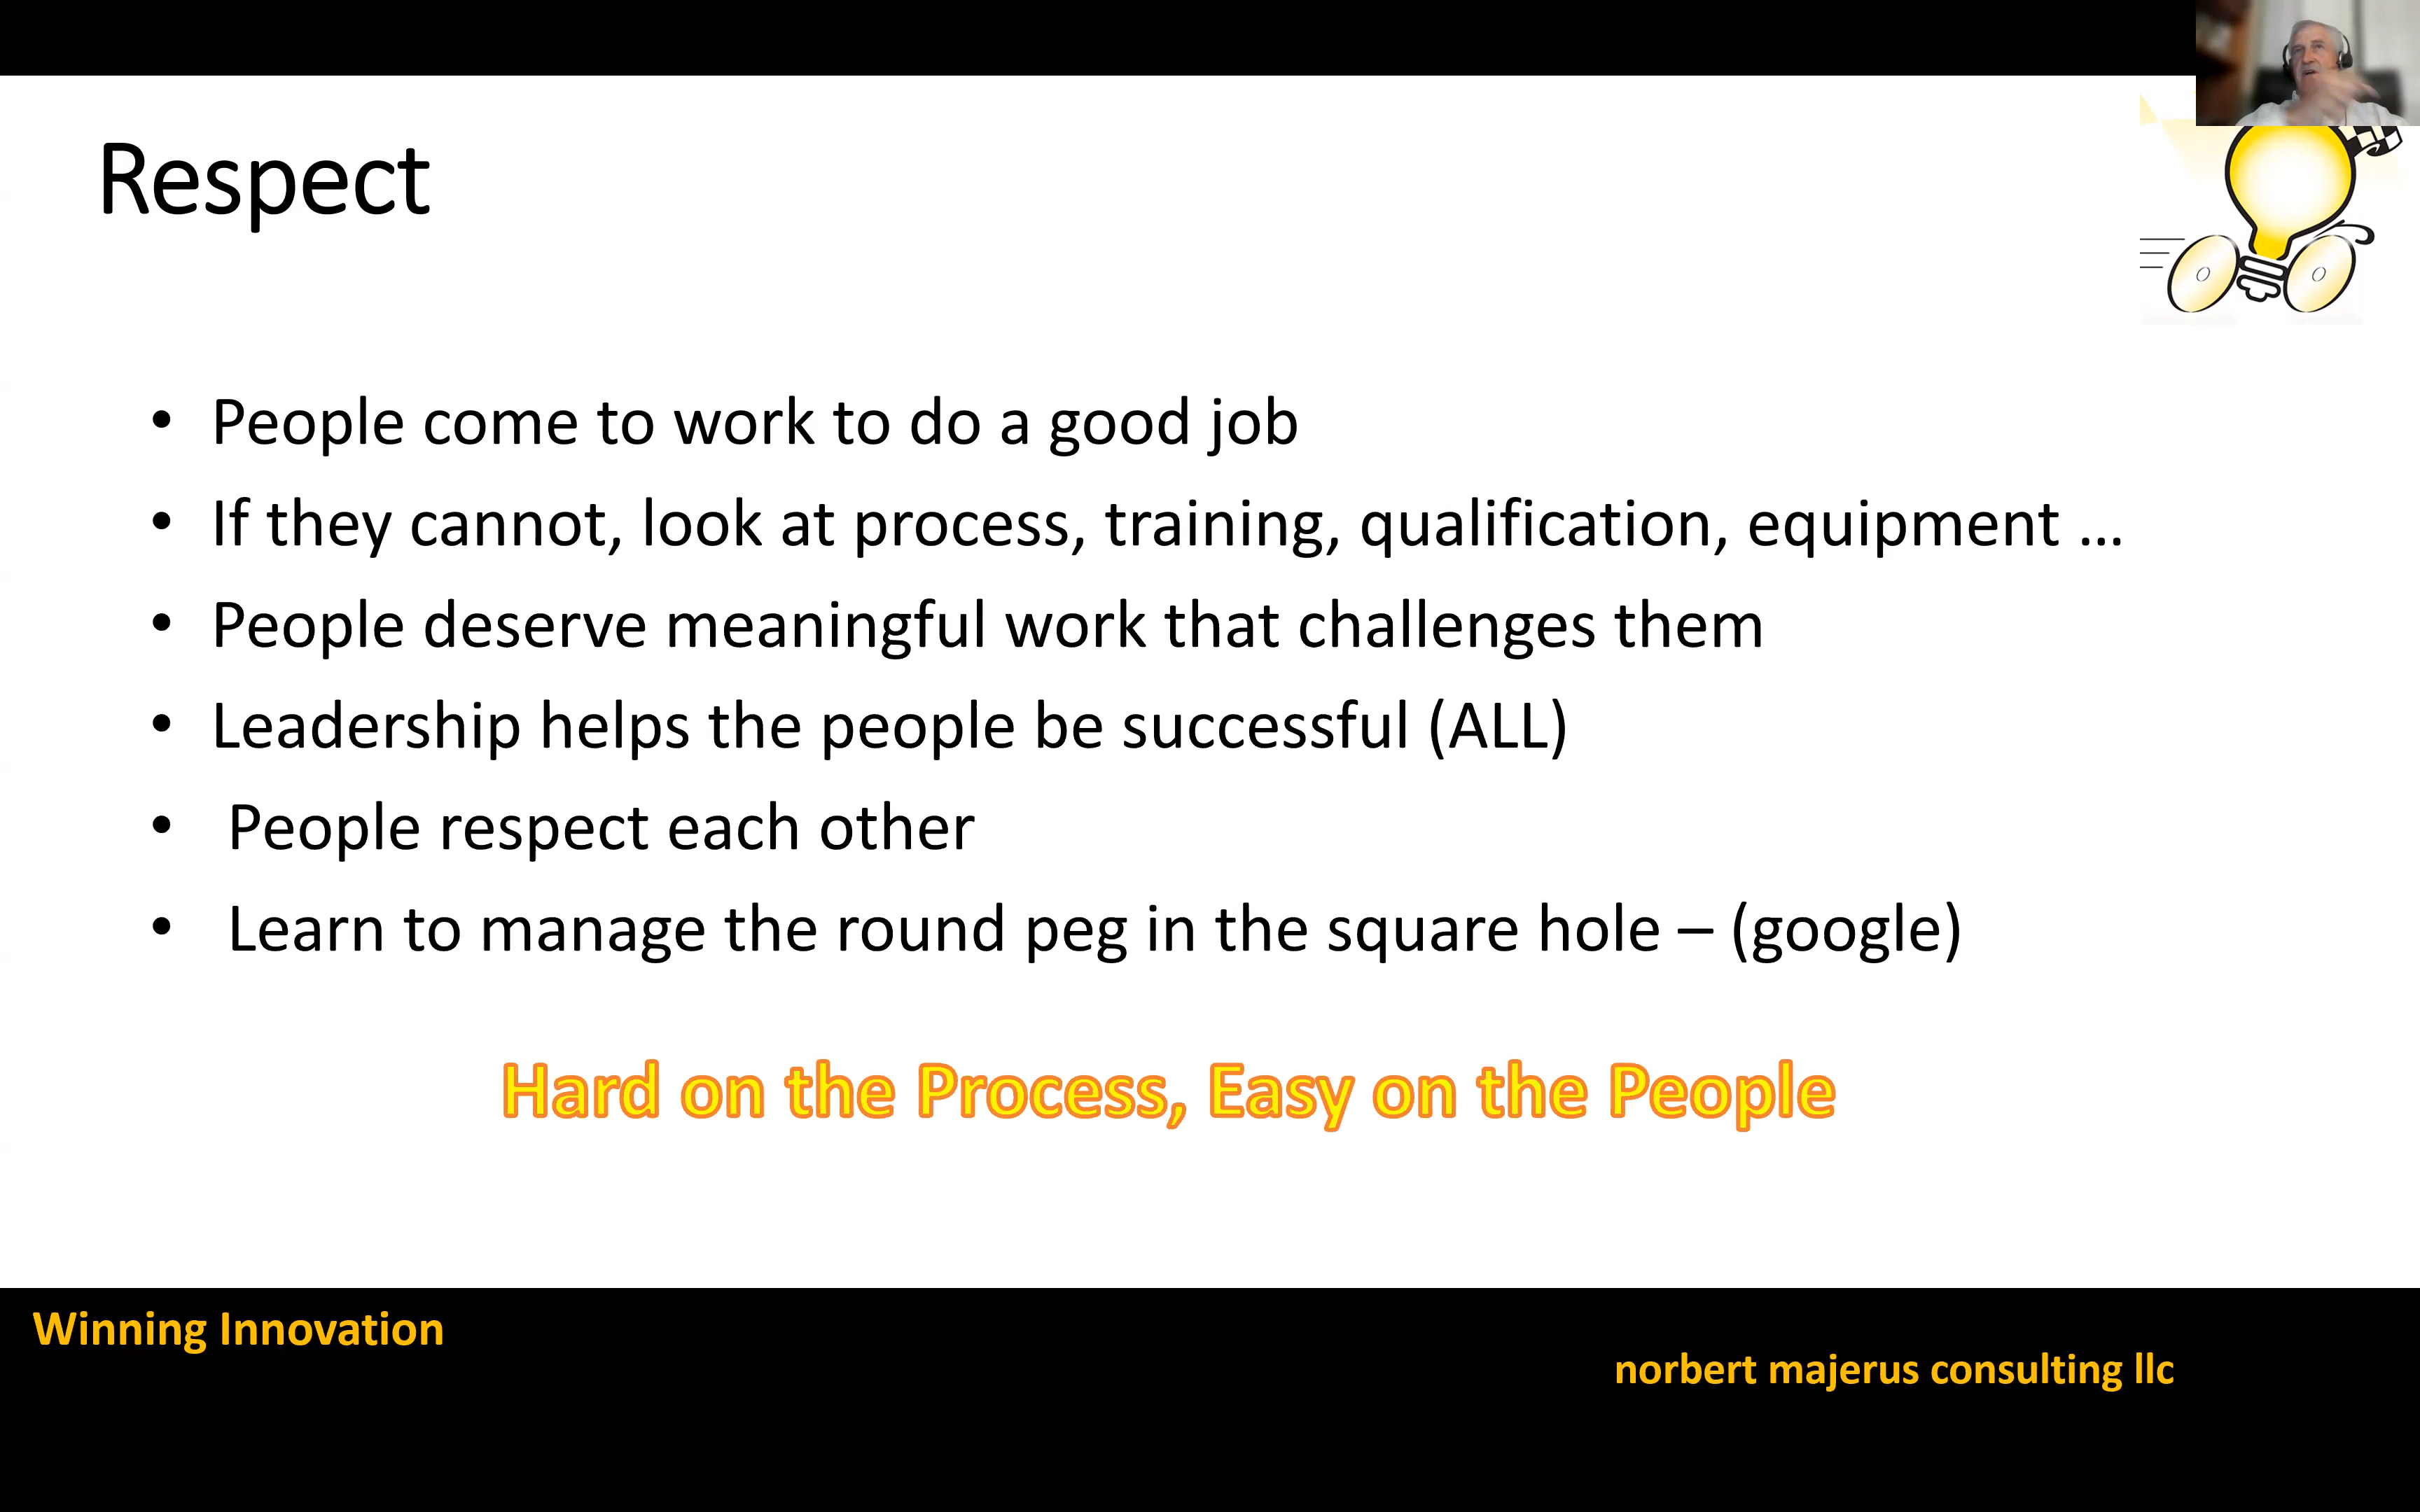 Respect
• People come to work to do a good job
• If they cannot, look at process, training, qualification, equipment ...
• People deserve meaningful work that challenges them
• Leadership helps the people be successful (ALL)
• People respect each other
• Learn to manage the round peg in the square hole – (google)
Hard on the Process, Easy on the People
Winning Innovation
norbert majerus consulting llc